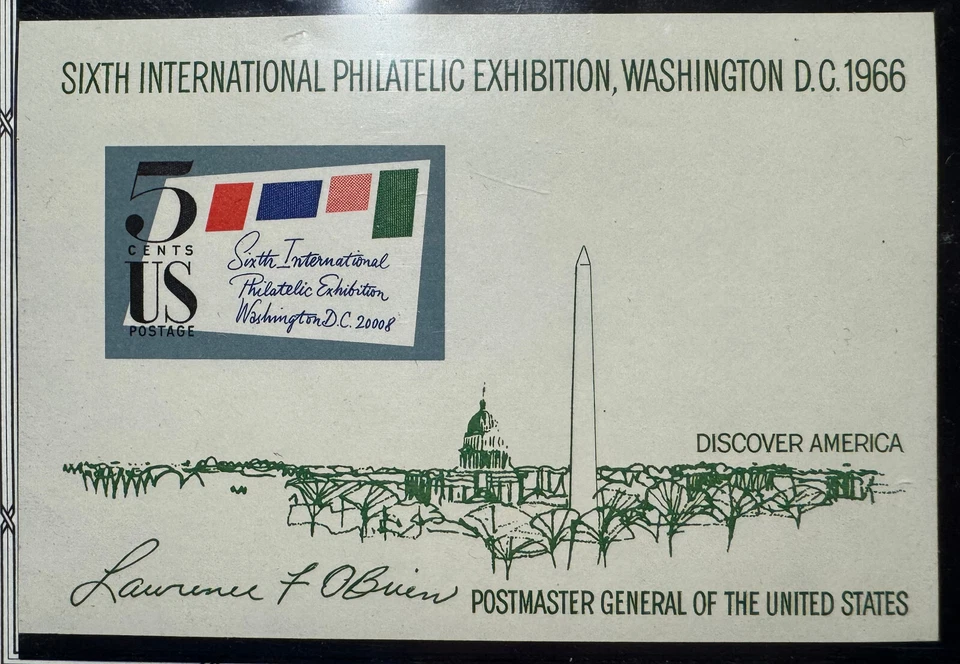 SIXTH INTERNATIONAL PHILATELIC EXHIBITION, WASHINGTON D.C. 1966
5
CENTS
US
POSTAGE
Sixth International
Philatelic Exhibition
Washington D.C. 20008
DISCOVER AMERICA
Lawrence F O'Brien
POSTMASTER GENERAL OF THE UNITED STATES